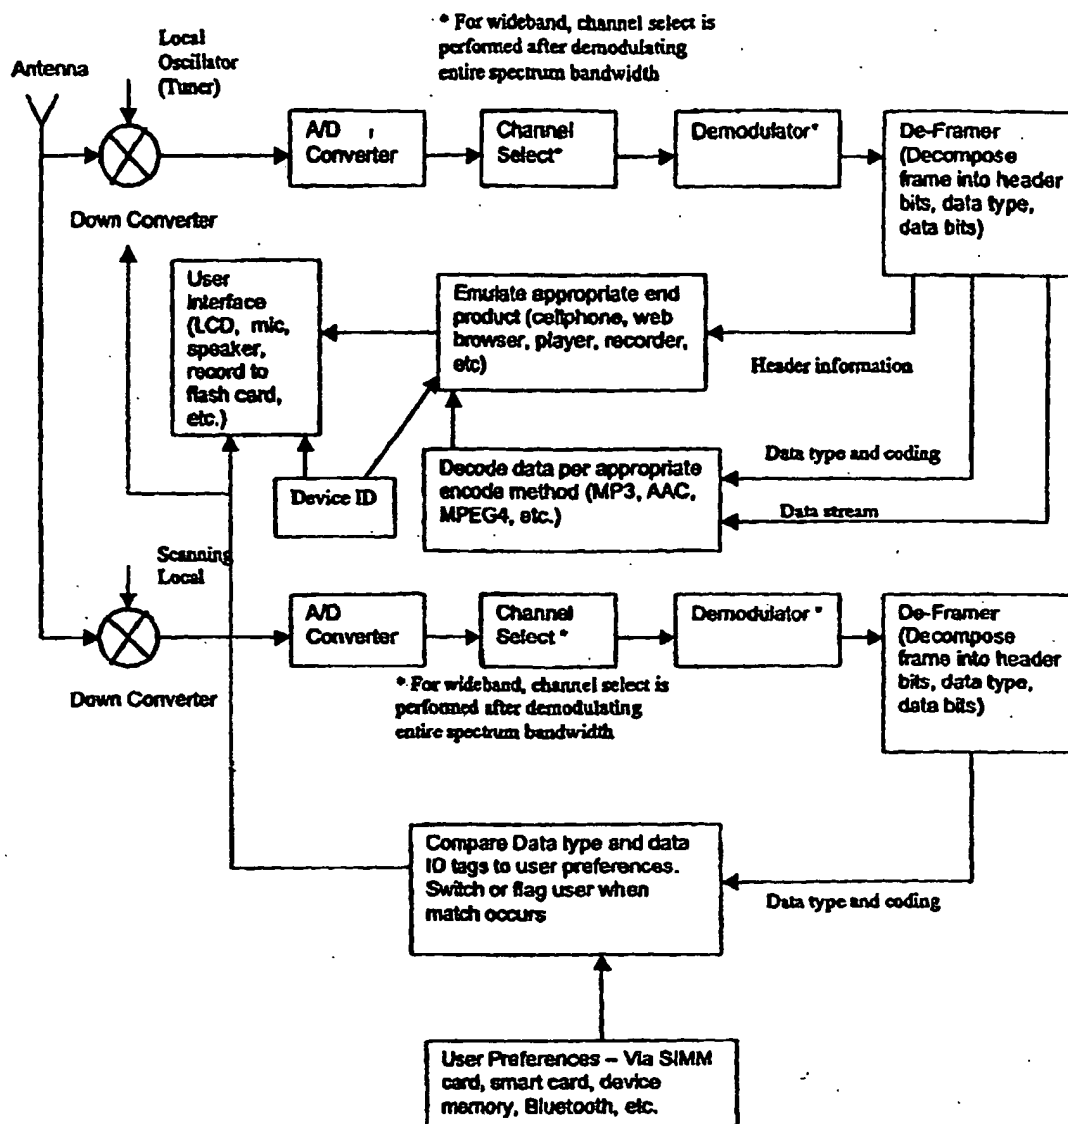 * For wideband, channel select is
performed after demodulating
entire spectrum bandwidth
Local
Oscillator
(Tuner)
Antenna
A/D
Converter
Channel
Select*
Demodulator*
De-Framer
(Decompose
frame into header
bits, data type,
data bits)
Down Converter
User
Interface
(LCD, mic,
speaker,
record to
flash card,
etc.)
Emulate appropriate end
product (cellphone, web
browser, player, recorder,
etc)
Header information
Device ID
Decode data per appropriate
encode method (MP3, AAC,
MPEG4, etc.)
Data type and coding
Data stream
Scanning
Local
A/D
Converter
Channel
Select *
Demodulator *
De-Framer
(Decompose
frame into header
bits, data type,
data bits)
Down Converter
* For wideband, channel select is
performed after demodulating
entire spectrum bandwidth
Compare Data type and data
ID tags to user preferences.
Switch or flag user when
match occurs
Data type and coding
User Preferences – Via SIMM
card, smart card, device
memory, Bluetooth, etc.